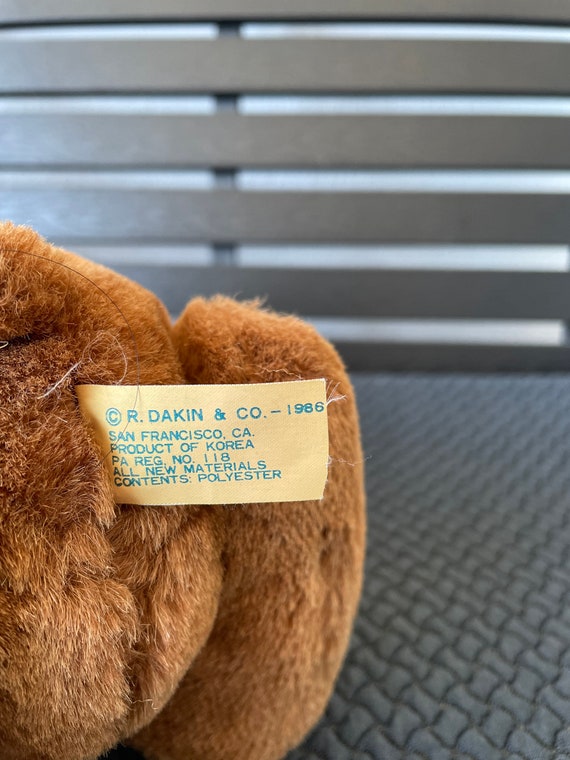 © R. DAKIN & CO. - 1986
SAN FRANCISCO, CA.
PRODUCT OF KOREA
PA REG. NO. 118
ALL NEW MATERIALS
CONTENTS: POLYESTER